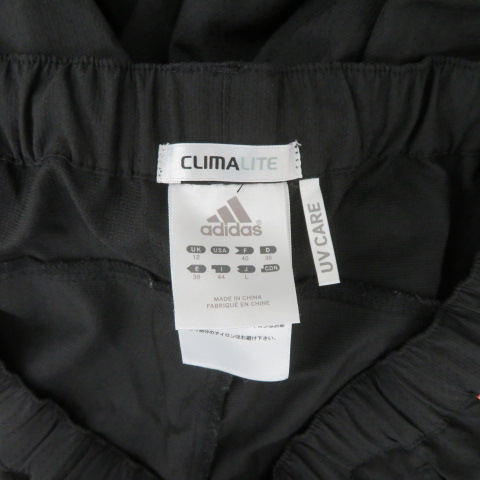 CLIMALITE
adidas
UK USA F D
12 40 38
E I J CDN
38 44 L
MADE IN CHINA
FABRIQUÉ EN CHINE
UV CARE